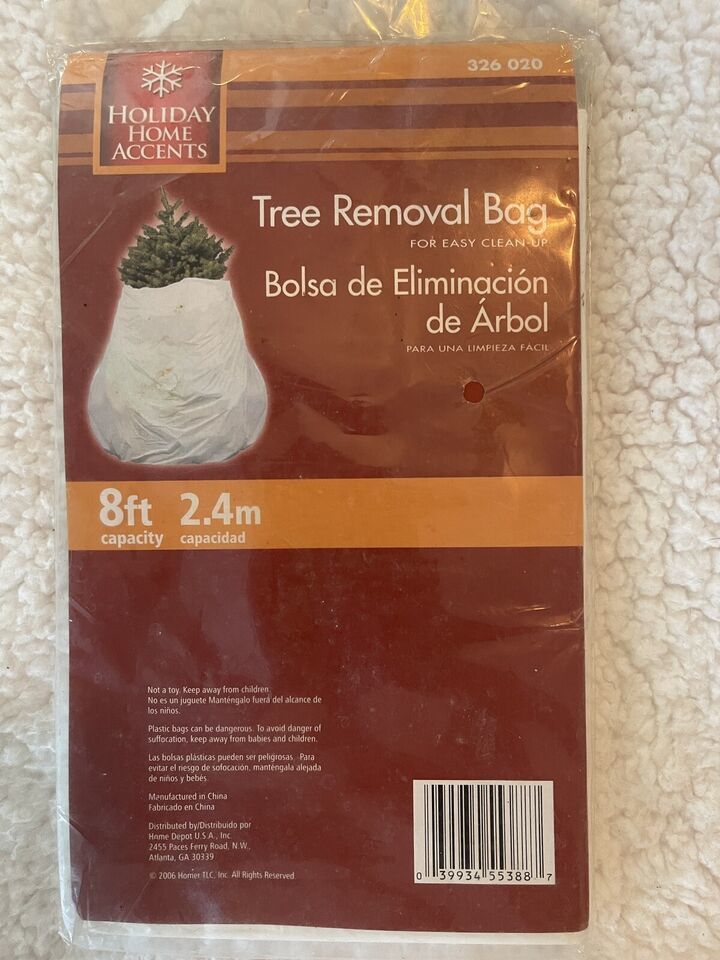 326 020
HOLIDAY
HOME
ACCENTS
Tree Removal Bag
FOR EASY CLEAN-UP
Bolsa de Eliminación
de Árbol
PARA UNA LIMPIEZA FÁCIL
8ft 2.4m
capacity capacidad
Not a toy. Keep away from children.
No es un juguete Manténgalo fuerá del alcance de
los niños.
Plastic bags can be dangerous. To avoid danger of
suffocation, keep away from babies and children.
Las bolsas plásticas pueden ser peligrosas. Para
evitar el riesgo de sofocación, manténgala alejada
de niños y bebés.
Manufactured in China
Fabricado en China
Distributed by/Distribuido por
Home Depot U.S.A., Inc.
2455 Paces Ferry Road, N.W.,
Atlanta, GA 30339
© 2006 Homer TLC, Inc. All Rights Reserved.
0 39934 55388 7